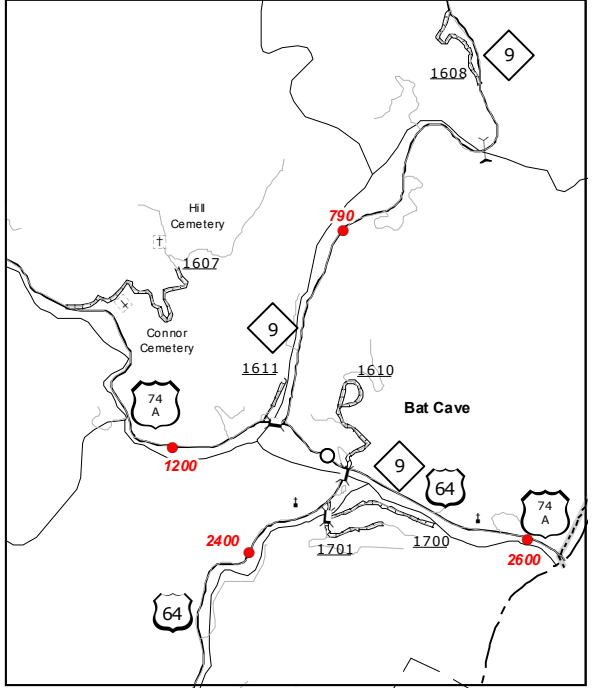 9
1608
790
Hill
Cemetery
1607
9
Connor
Cemetery
1611
1610
74
A
Bat Cave
1200
9
64
74
A
2400
1701
1700
2600
64